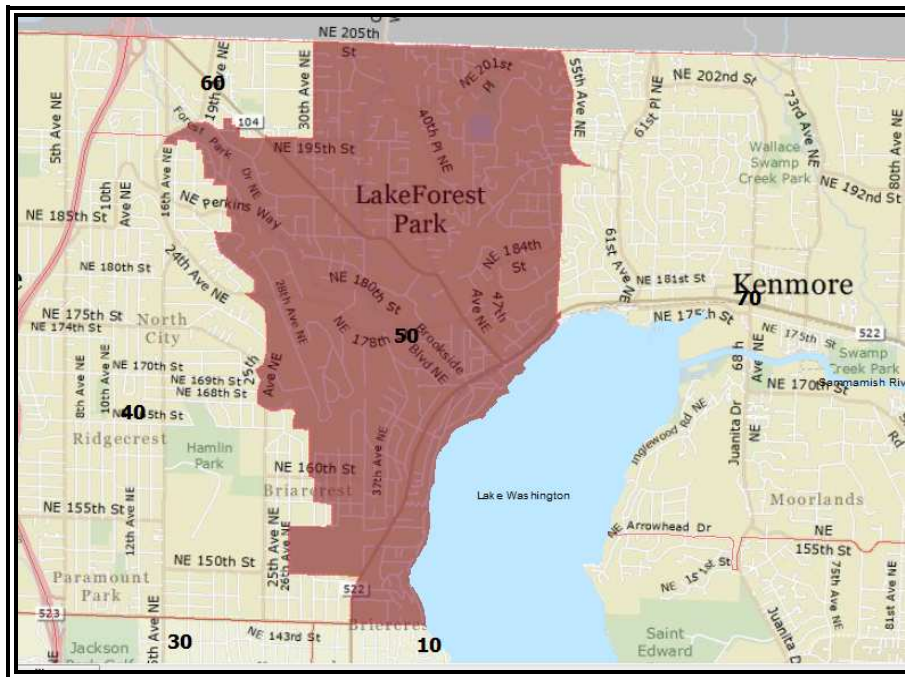 NE 205th
St
60
19th Ave NE
30th Ave NE
NE 201st
Pl
55th Ave NE
NE 202nd St
61st Pl NE
73rd Ave NE
80th Ave NE
5th Ave NE
Forest Park Dr NE
104
40th Pl NE
NE 195th St
Wallace
Swamp
Creek Park
NE 192nd St
16th Ave NE
10th
Ave NE
NE Perkins Way
LakeForest
Park
NE 185th St
24th Ave NE
NE 184th
St
61st Ave NE
NE 180th St
NE 180th St
NE 181st St
Kenmore
70
28th Ave NE
47th
Ave NE
NE 175th St
NE 174th St
North
City
178th St
50
Brookside
Blvd NE
NE 175th St
NE 175th St
522
NE 170th St
NE 169th St
NE 168th St
25th
Ave NE
8th Ave NE
10th Ave NE
68th
Ave NE
Swamp
Creek Park
NE 170th St
40
Ridgecrest
Hamlin
Park
37th Ave NE
Inglewood Rd NE
Juanita Dr
NE
Rd
NE 160th St
Briarcrest
Lake Washington
Moorlands
NE 155th St
12th Ave NE
25th Ave NE
26th Ave NE
NE Arrowhead Dr
NE
155th St
NE 150th St
Paramount
Park
522
75th Ave NE
81st Ave NE
523
Briercrest
NE 143rd St
30
10
Jackson
Saint
Edward
Juanita D